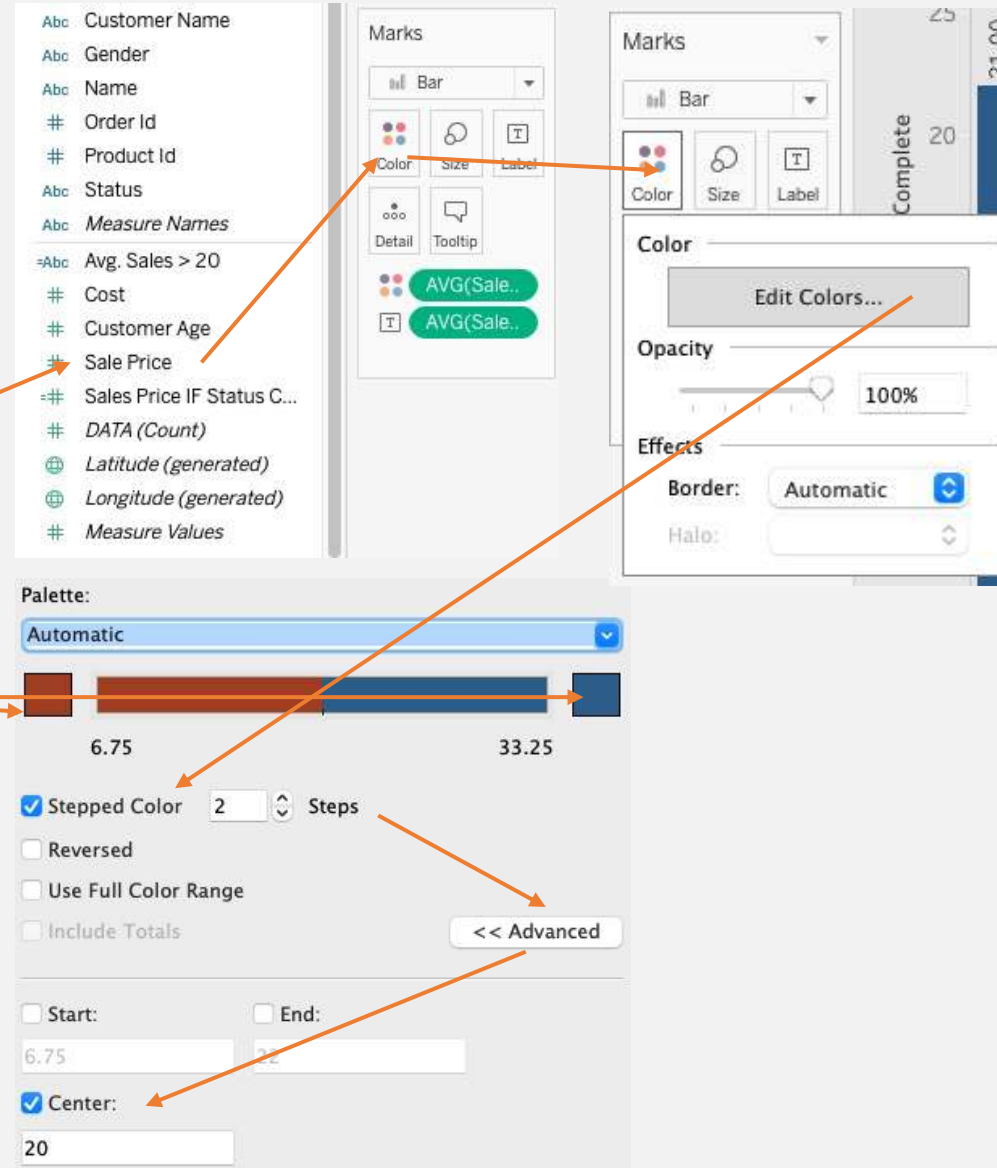 Abc Customer Name
Abc Gender
Abc Name
# Order Id
# Product Id
Abc Status
Abc Measure Names
=Abc Avg. Sales > 20
# Cost
# Customer Age
# Sale Price
=# Sales Price IF Status C...
# DATA (Count)
Latitude (generated)
Longitude (generated)
# Measure Values
Marks
Bar
Color Size Label
Detail Tooltip
AVG(Sale..
T AVG(Sale..
Marks
Bar
Color Size Label
Color
Edit Colors...
Opacity
100%
Effects
Border: Automatic
Halo:
25
20
Complete
Palette:
Automatic
6.75 33.25
Stepped Color 2 Steps
Reversed
Use Full Color Range
Include Totals
<< Advanced
Start: End:
6.75 22
Center:
20